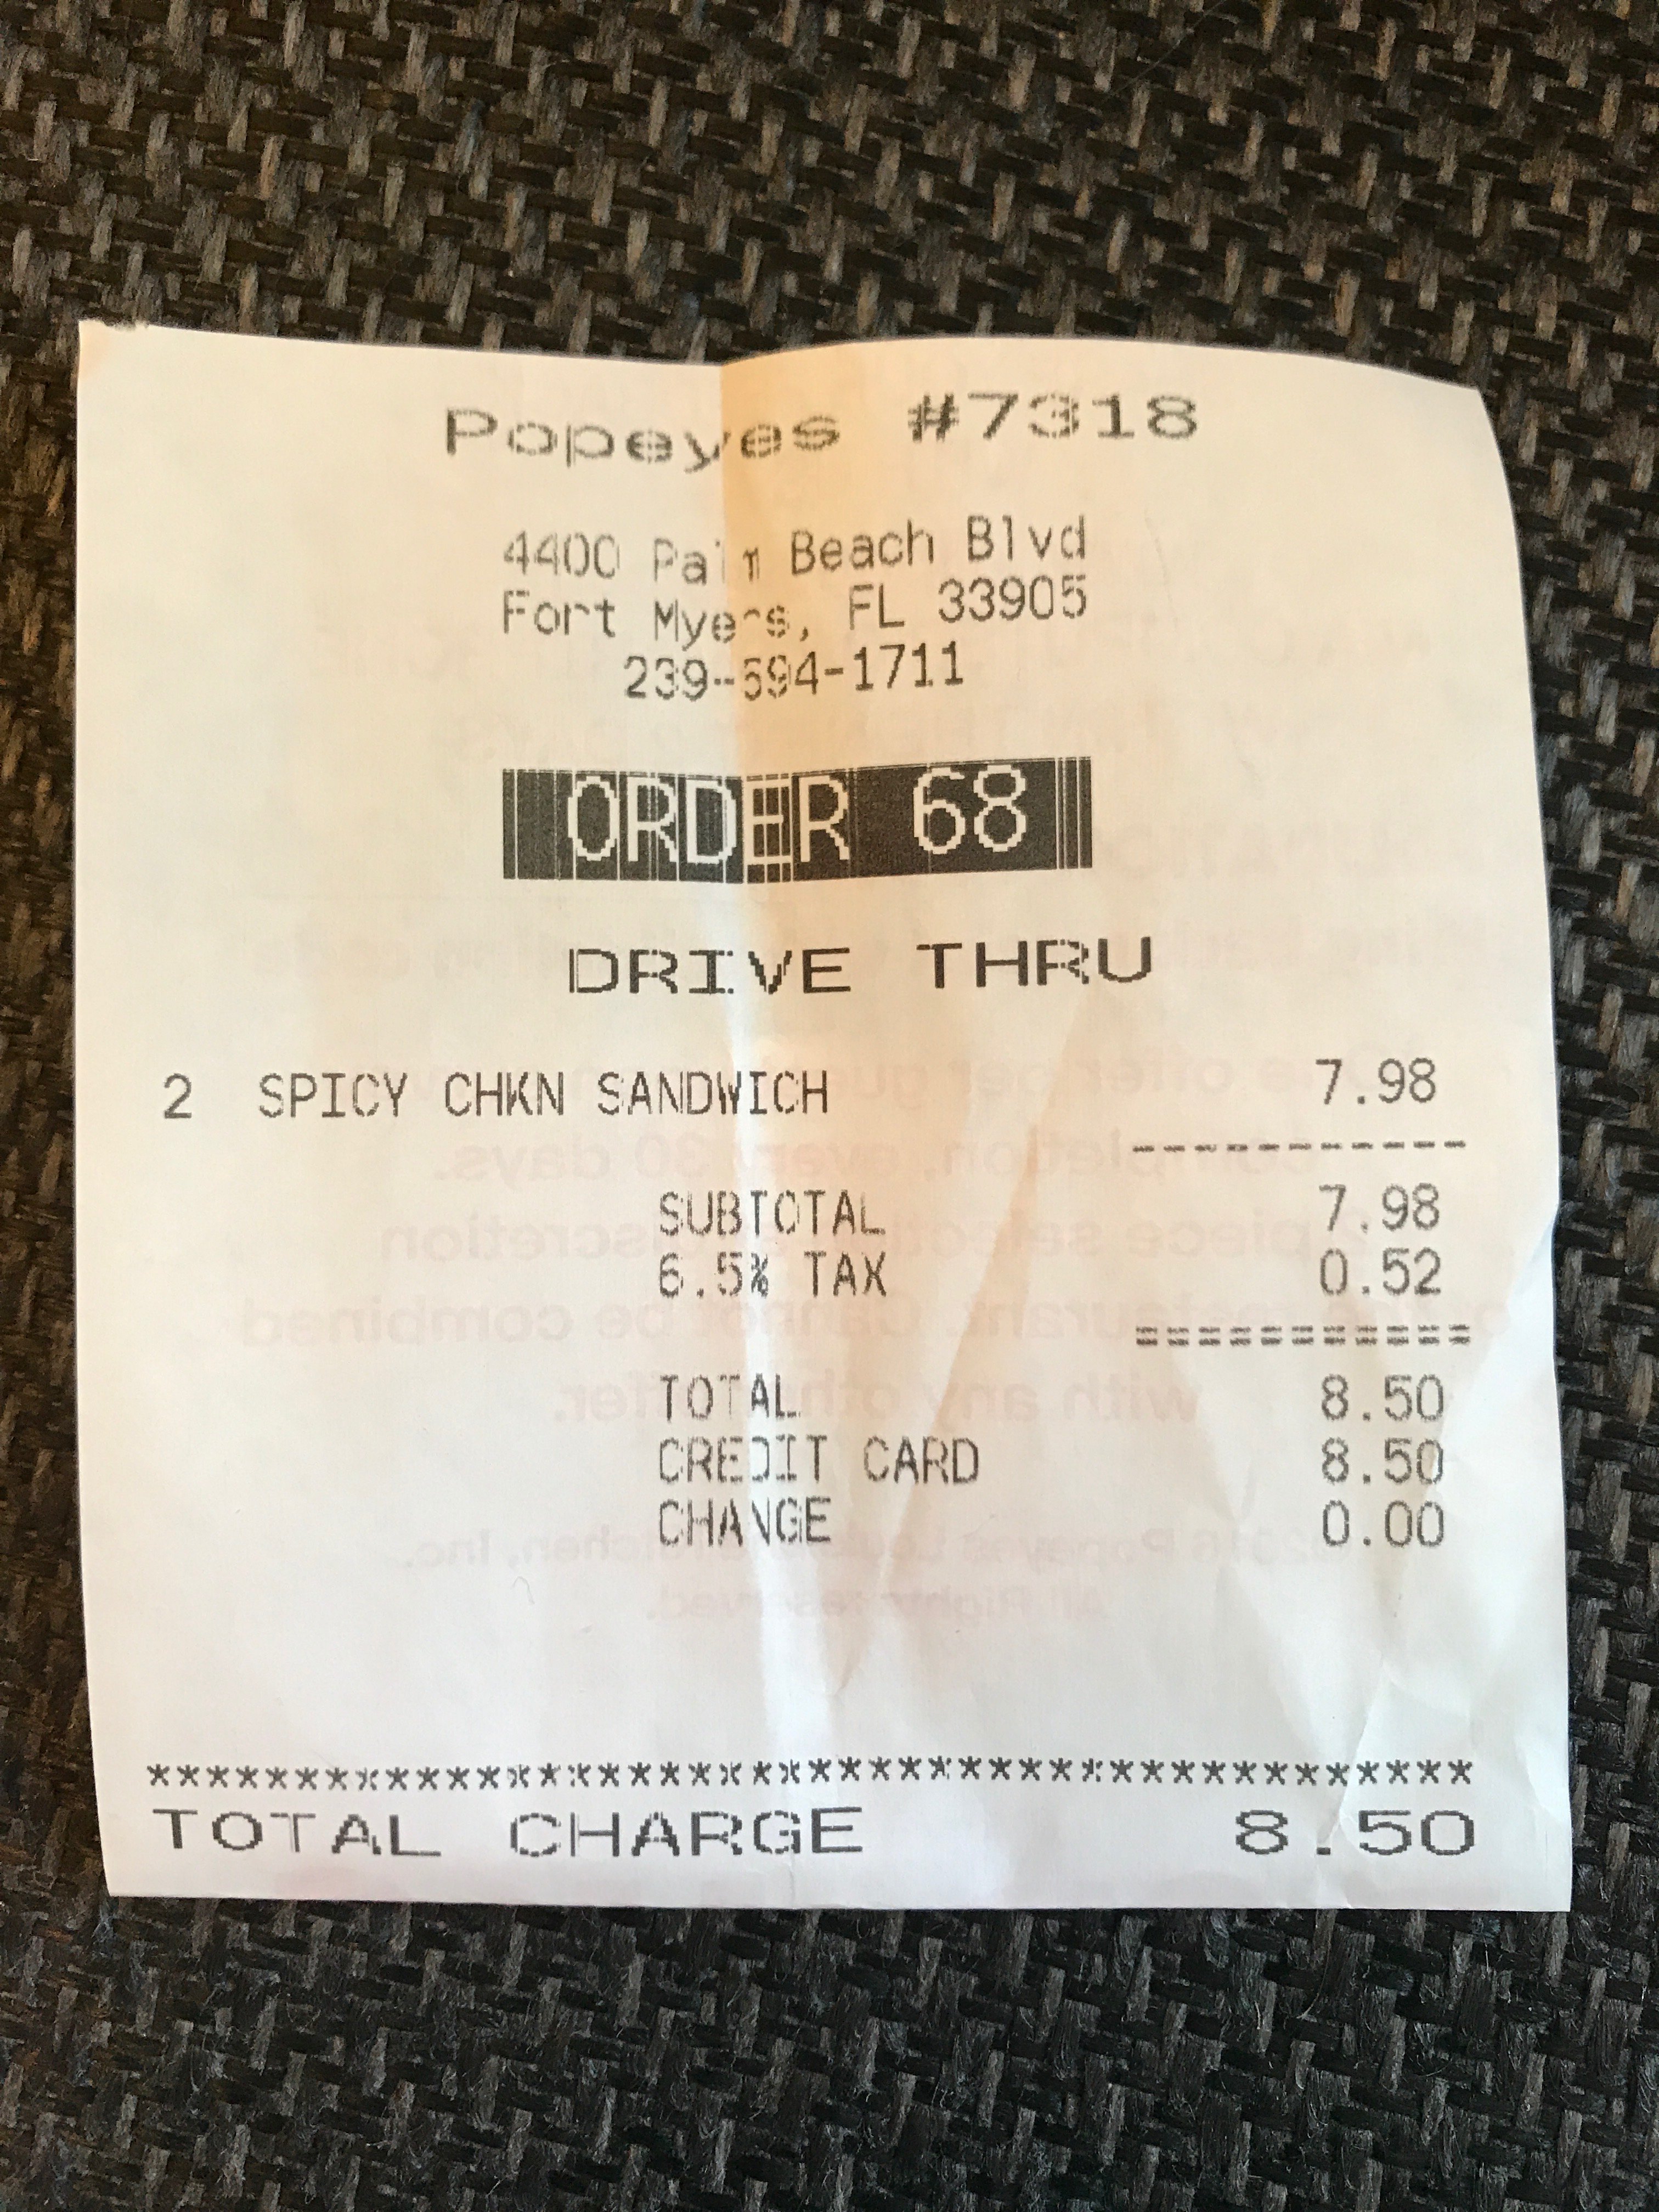 Popeyes #7318
4400 Palm Beach Blvd
Fort Myers, FL 33905
239-694-1711
ORDER 68
DRIVE THRU
2 SPICY CHKN SANDWICH 7.98
-----------
SUBTOTAL 7.98
6.5% TAX 0.52
===========
TOTAL 8.50
CREDIT CARD 8.50
CHANGE 0.00
********************************************
TOTAL CHARGE 8.50